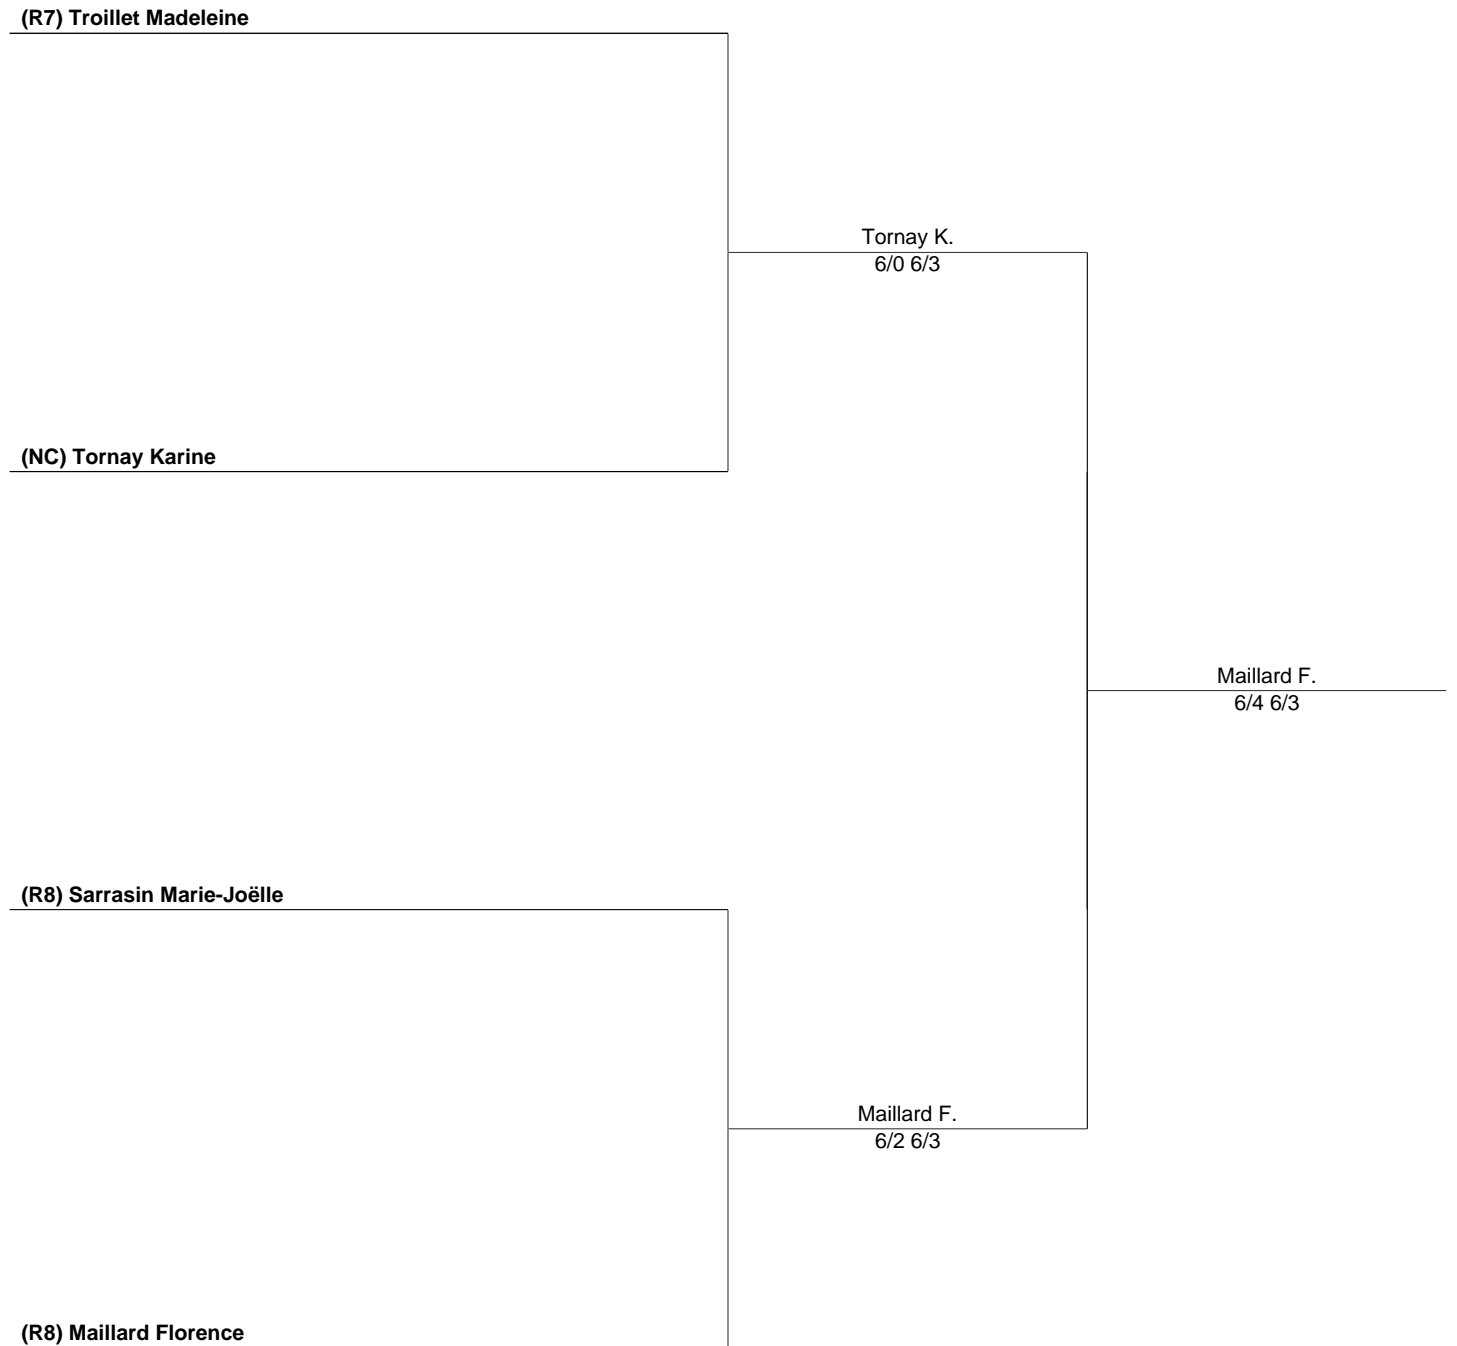 (R7) Troillet Madeleine
Tornay K.
6/0 6/3
(NC) Tornay Karine
Maillard F.
6/4 6/3
(R8) Sarrasin Marie-Joëlle
Maillard F.
6/2 6/3
(R8) Maillard Florence